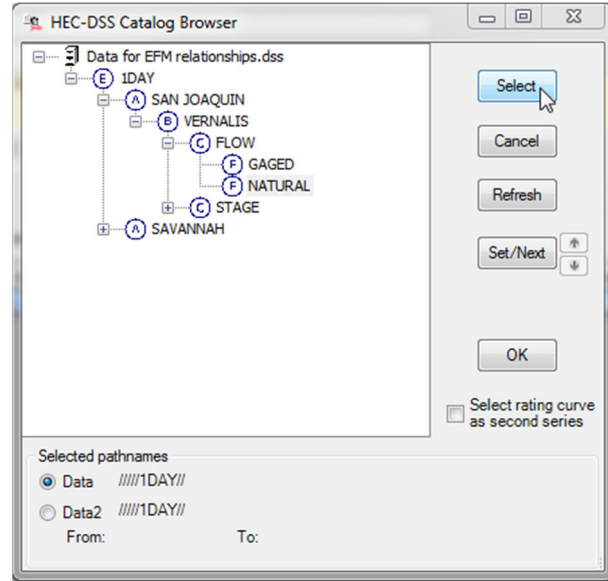 HEC-DSS Catalog Browser
Data for EFM relationships.dss
E 1DAY
A SAN JOAQUIN
B VERNALIS
C FLOW
F GAGED
F NATURAL
C STAGE
A SAVANNAH
Select
Cancel
Refresh
Set/Next
OK
Select rating curve
as second series
Selected pathnames
Data /////1DAY//
Data2 /////1DAY//
From: To: